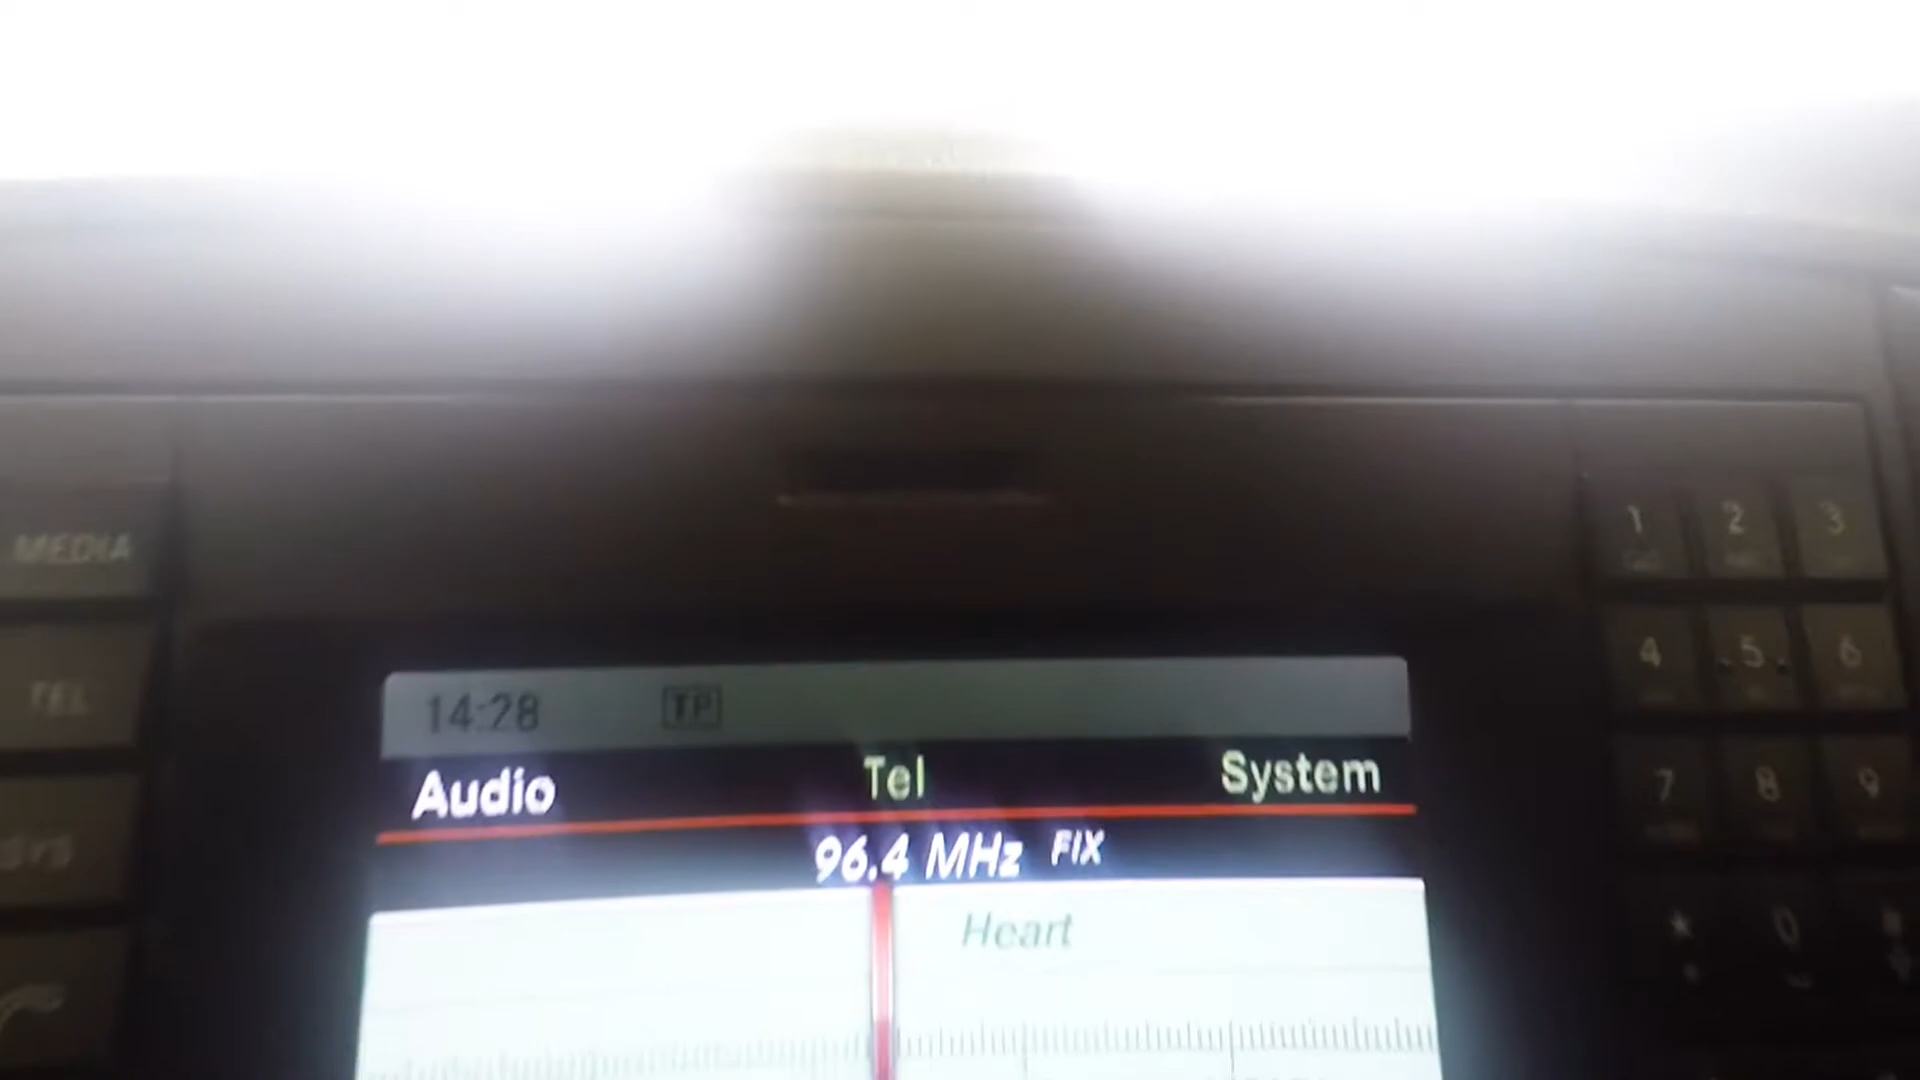 14:28 TP
Audio Tel System
96.4 MHz FIX
Heart
MEDIA
TEL
SYS
1 2 3
4 5 6
7 8 9
* 0